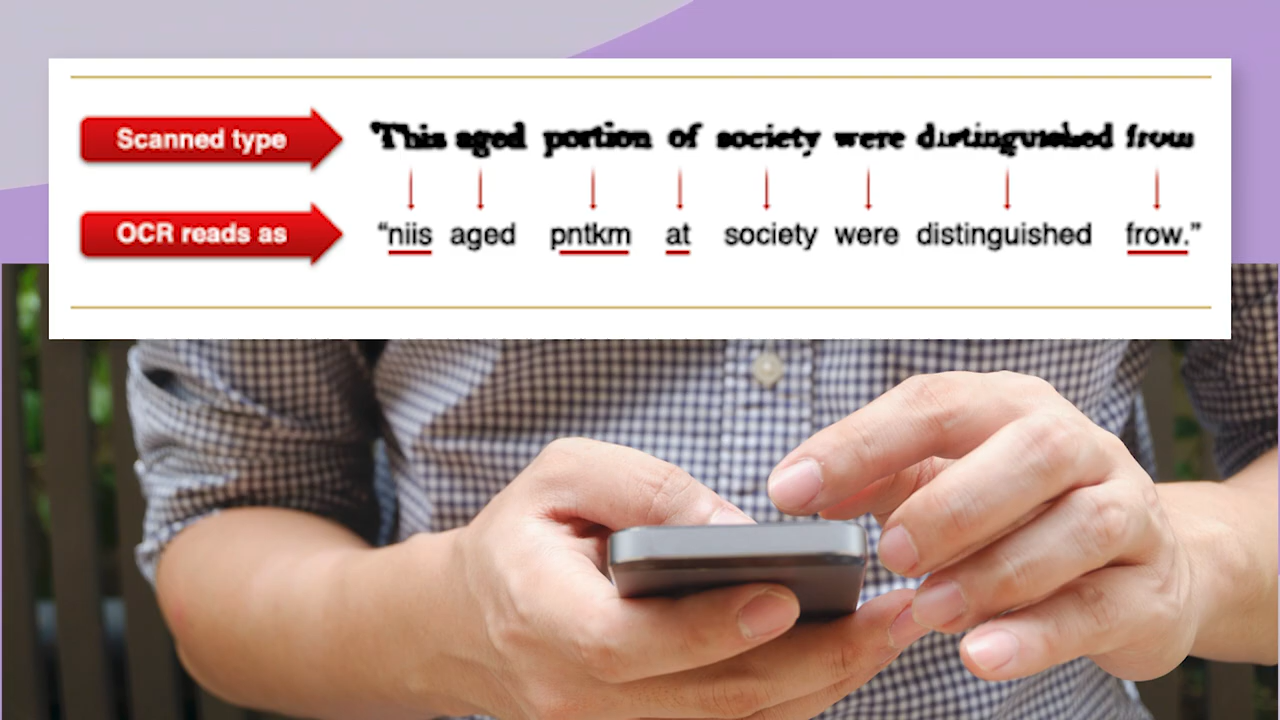 Scanned type This aged portion of society were distinguished from
OCR reads as “niis aged pntkm at society were distinguished frow.”